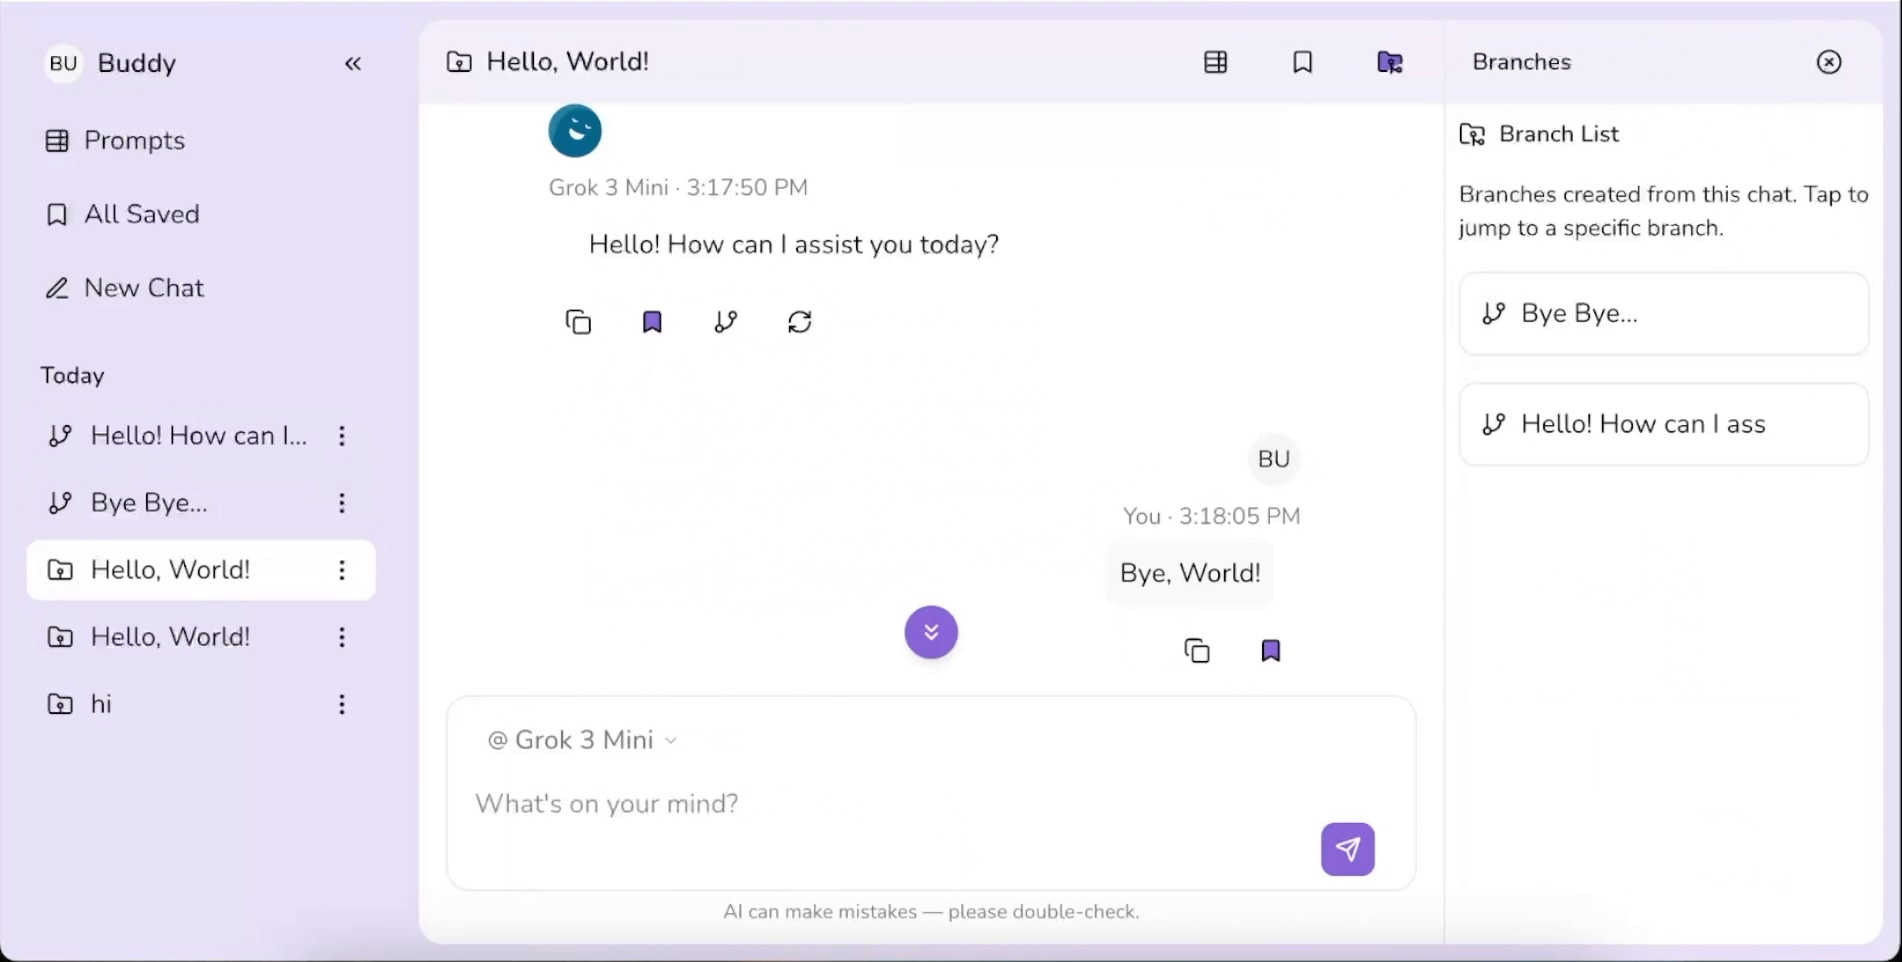 BU Buddy
Prompts
All Saved
New Chat
Today
Hello! How can I...
Bye Bye...
Hello, World!
Hello, World!
hi
Hello, World!
Grok 3 Mini · 3:17:50 PM
Hello! How can I assist you today?
BU
You · 3:18:05 PM
Bye, World!
@ Grok 3 Mini
What's on your mind?
AI can make mistakes — please double-check.
Branches
Branch List
Branches created from this chat. Tap to
jump to a specific branch.
Bye Bye...
Hello! How can I ass